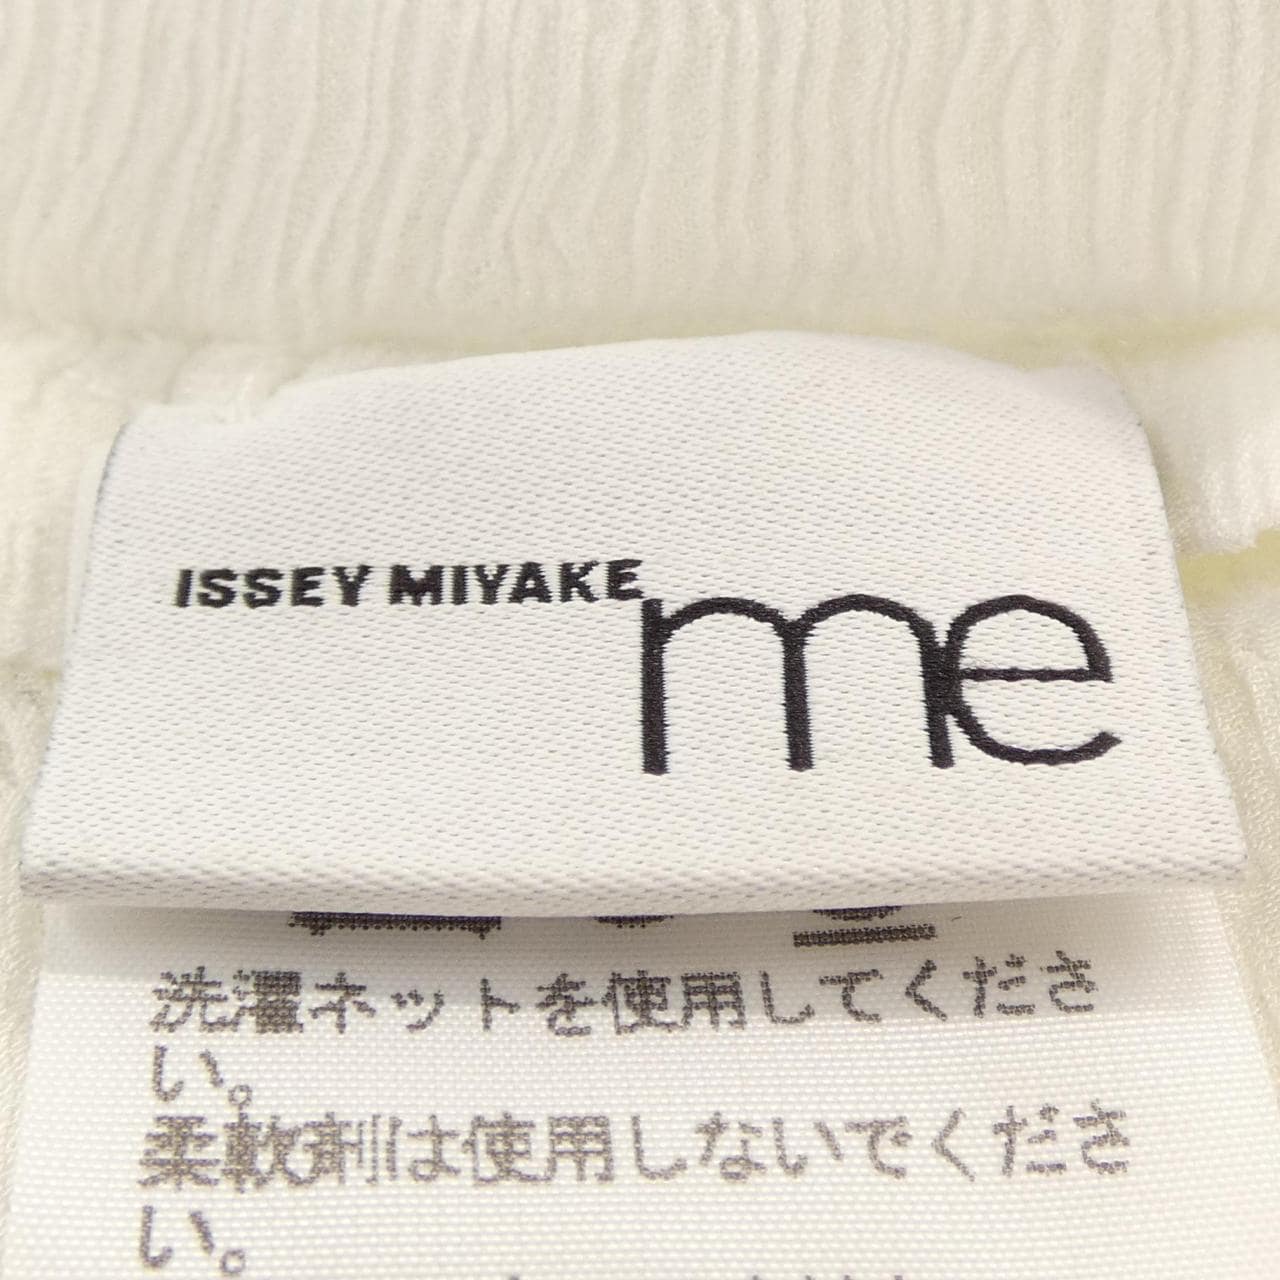 ISSEY MIYAKE
me
洗濯ネットを使用してくださ
い。
柔軟剤は使用しないでくださ
い。